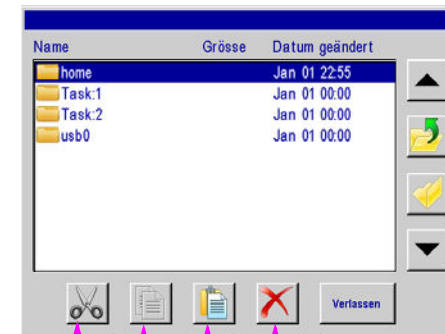 Name Grösse Datum geändert
home Jan 01 22:55
Task:1 Jan 01 00:00
Task:2 Jan 01 00:00
usb0 Jan 01 00:00
Verlassen